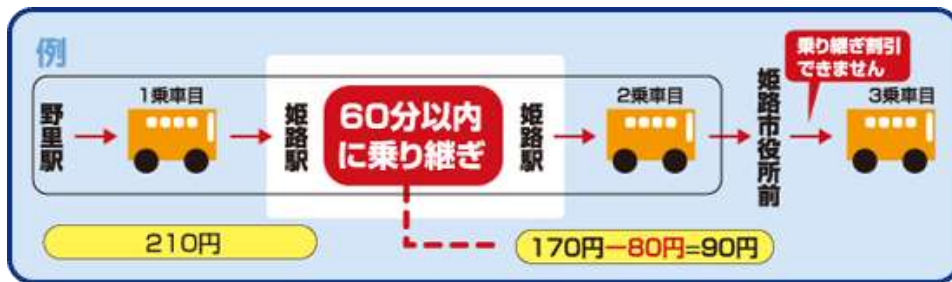 例
乗り継ぎ割引
できません
野里駅
1乗車目
姫路駅
60分以内
に乗り継ぎ
姫路駅
2乗車目
姫路市役所前
3乗車目
210円
170円－80円=90円